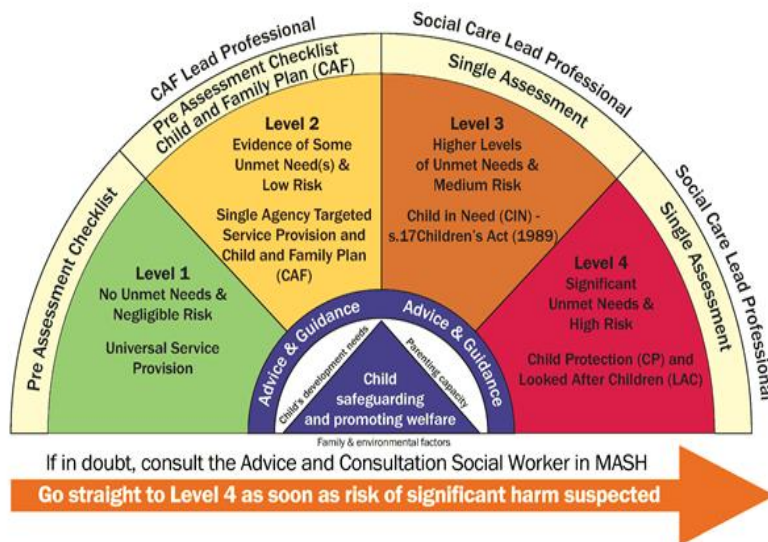 CAF Lead Professional
Pre Assessment Checklist
Child and Family Plan (CAF)
Social Care Lead Professional
Single Assessment
Social Care Lead Professional
Single Assessment
Pre Assessment Checklist
Level 1
No Unmet Needs &
Negligible Risk
Universal Service
Provision
Level 2
Evidence of Some
Unmet Need(s) &
Low Risk
Single Agency Targeted
Service Provision and
Child and Family Plan
(CAF)
Level 3
Higher Levels
of Unmet Needs &
Medium Risk
Child in Need (CIN) -
s.17Children's Act (1989)
Level 4
Significant
Unmet Needs &
High Risk
Child Protection (CP) and
Looked After Children (LAC)
Advice & Guidance
Advice & Guidance
Child's development needs
Parenting capacity
Child
safeguarding
and promoting welfare
Family & environmental factors
If in doubt, consult the Advice and Consultation Social Worker in MASH
Go straight to Level 4 as soon as risk of significant harm suspected